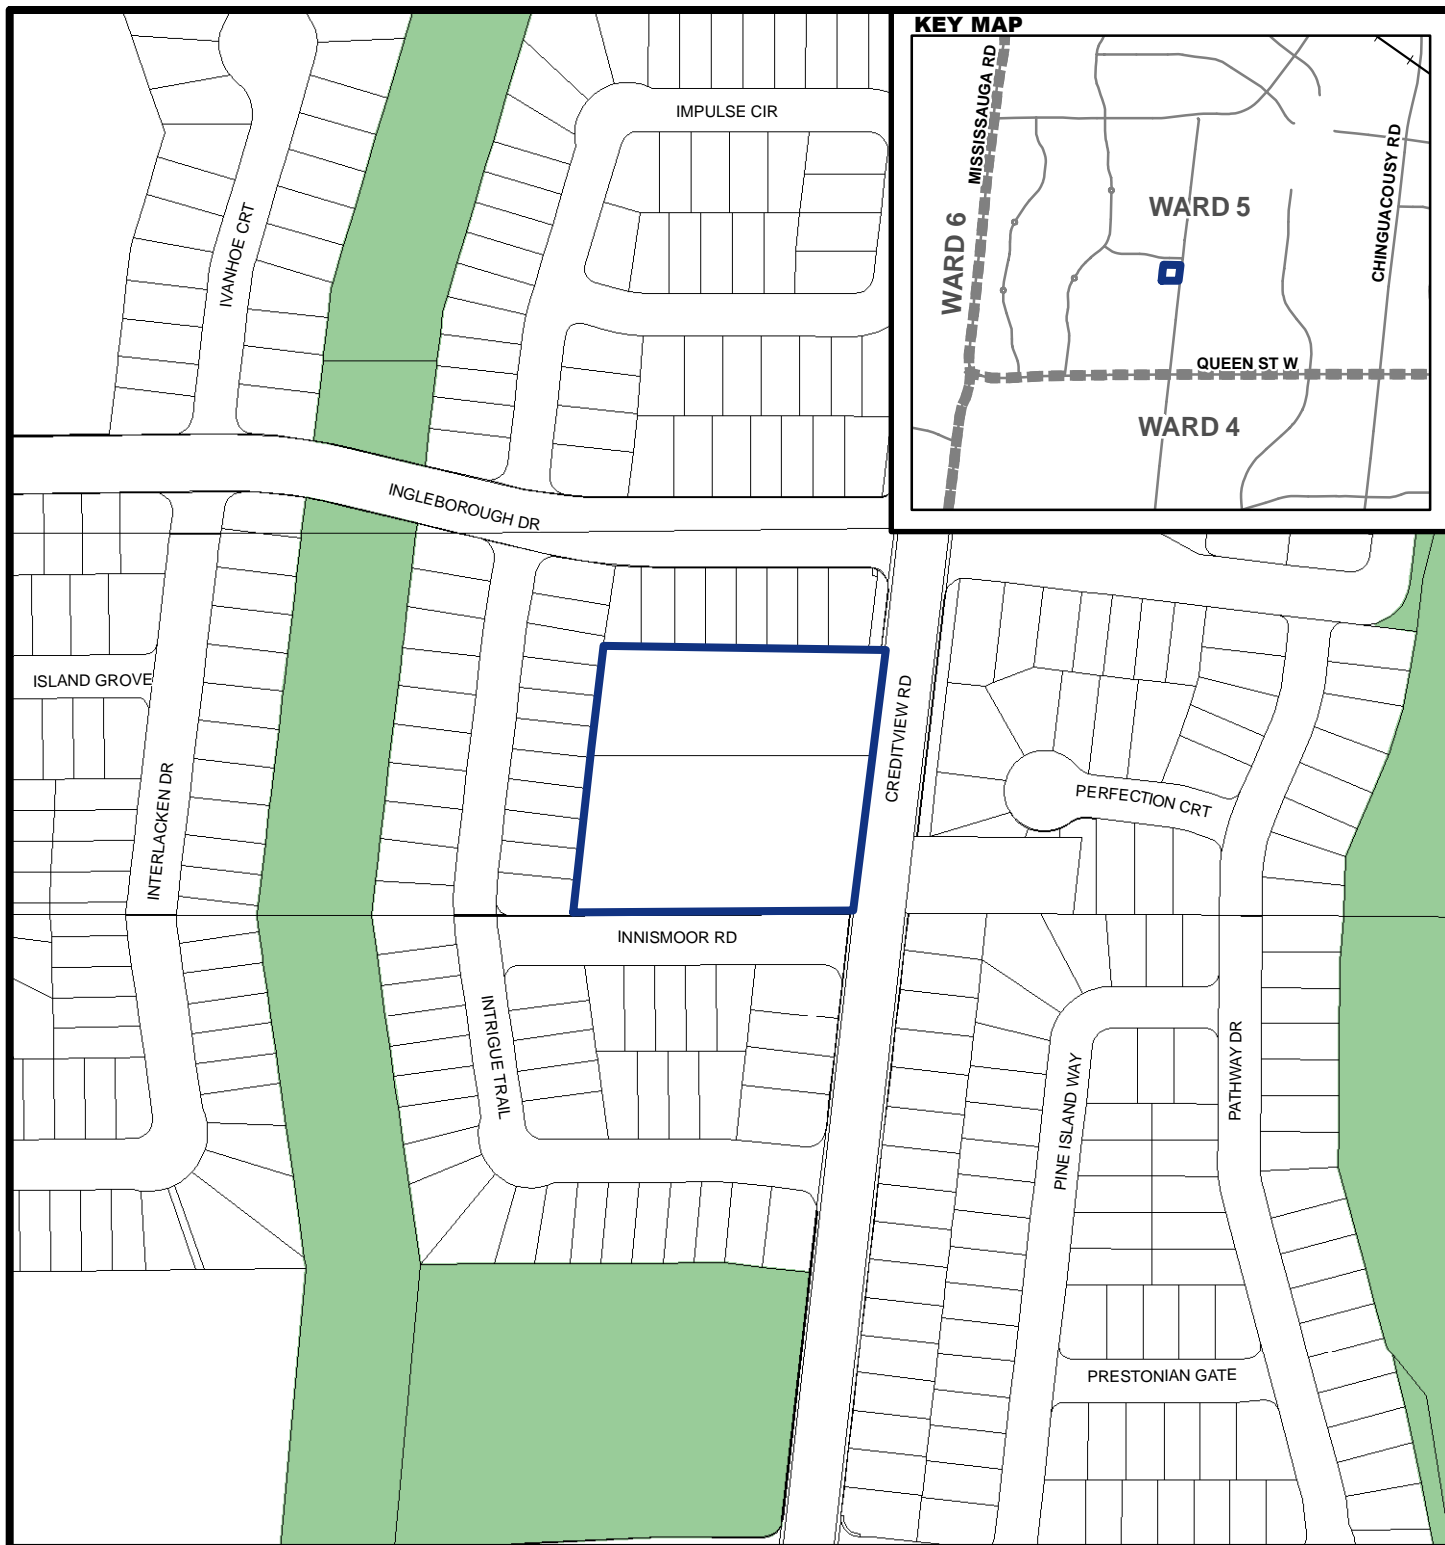 KEY MAP
MISSISSAUGA RD
CHINGUACOUSY RD
WARD 5
WARD 6
QUEEN ST W
WARD 4
IMPULSE CIR
IVANHOE CRT
INGLEBOROUGH DR
ISLAND GROVE
CREDITVIEW RD
INTERLACKEN DR
PERFECTION CRT
INNISMOOR RD
INTRIGUE TRAIL
PINE ISLAND WAY
PATHWAY DR
PRESTONIAN GATE